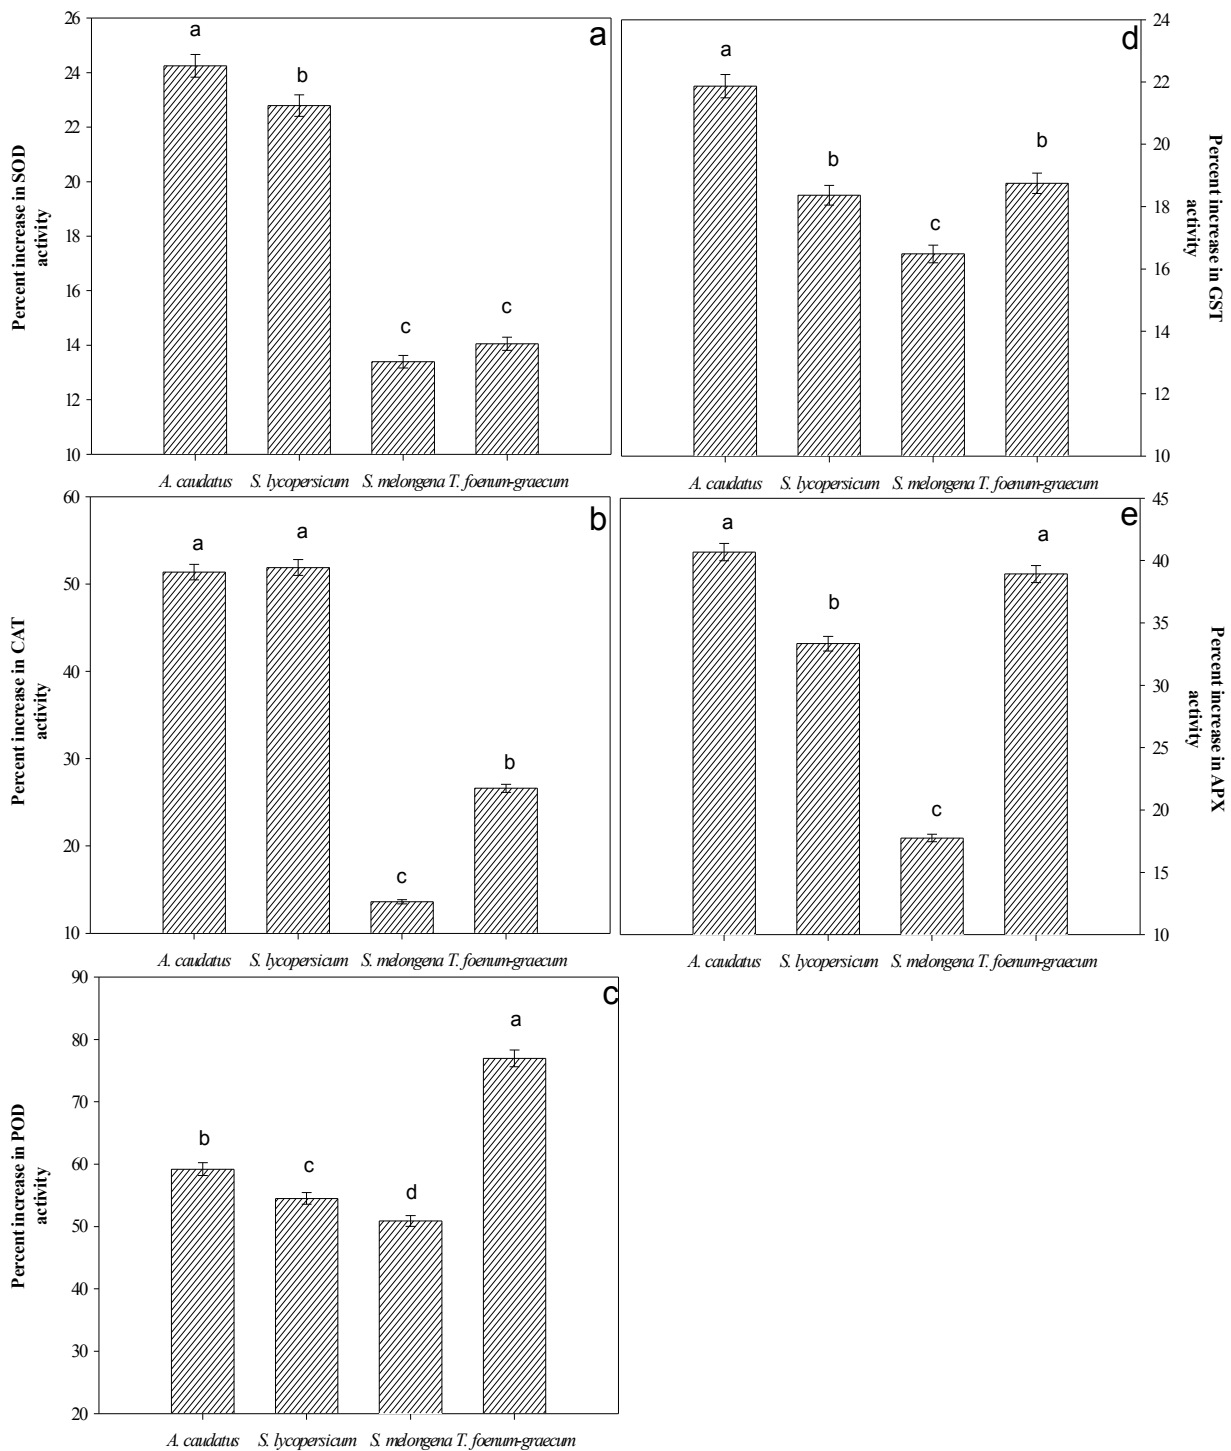 26
24
22
20
18
16
14
12
10
Percent increase in SOD
activity
a
a
b
c
c
A. caudatus S. lycopersicum S. melongena T. foenum-graecum
24
22
20
18
16
14
12
10
Percent increase in GST
activity
d
a
b
c
b
A. caudatus S. lycopersicum S. melongena T. foenum-graecum
60
50
40
30
20
10
Percent increase in CAT
activity
b
a
a
c
b
A. caudatus S. lycopersicum S. melongena T. foenum-graecum
45
40
35
30
25
20
15
10
Percent increase in APX
activity
e
a
b
c
a
A. caudatus S. lycopersicum S. melongena T. foenum-graecum
90
80
70
60
50
40
30
20
Percent increase in POD
activity
c
b
c
d
a
A. caudatus S. lycopersicum S. melongena T. foenum-graecum